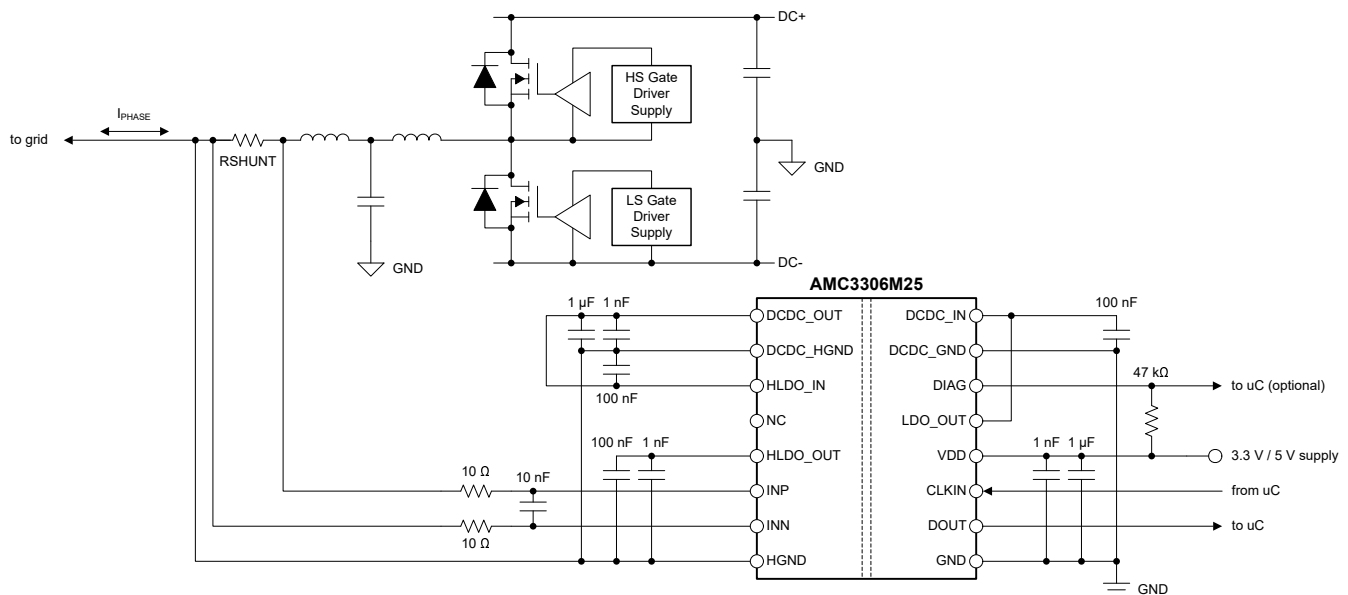 DC+
HS Gate
Driver
Supply
IPHASE
to grid
RSHUNT
GND
LS Gate
Driver
Supply
GND
DC-
AMC3306M25
1 µF 1 nF
100 nF
DCDC_OUT
DCDC_IN
DCDC_HGND
DCDC_GND
47 kΩ
HLDO_IN
DIAG
to uC (optional)
100 nF
NC
LDO_OUT
100 nF 1 nF
1 nF 1 µF
HLDO_OUT
VDD
3.3 V / 5 V supply
10 Ω
10 nF
INP
CLKIN
from uC
INN
DOUT
to uC
10 Ω
HGND
GND
GND